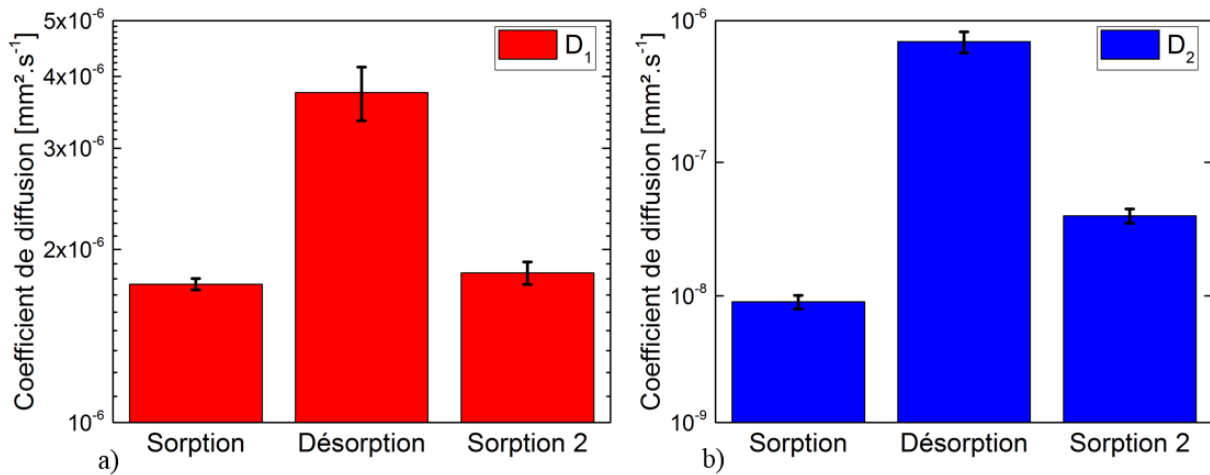 Coefficient de diffusion [mm².s⁻¹]
5x10⁻⁶
4x10⁻⁶
3x10⁻⁶
2x10⁻⁶
10⁻⁶
D₁
Sorption Désorption Sorption 2
a)
Coefficient de diffusion [mm².s⁻¹]
10⁻⁶
10⁻⁷
10⁻⁸
10⁻⁹
D₂
Sorption Désorption Sorption 2
b)